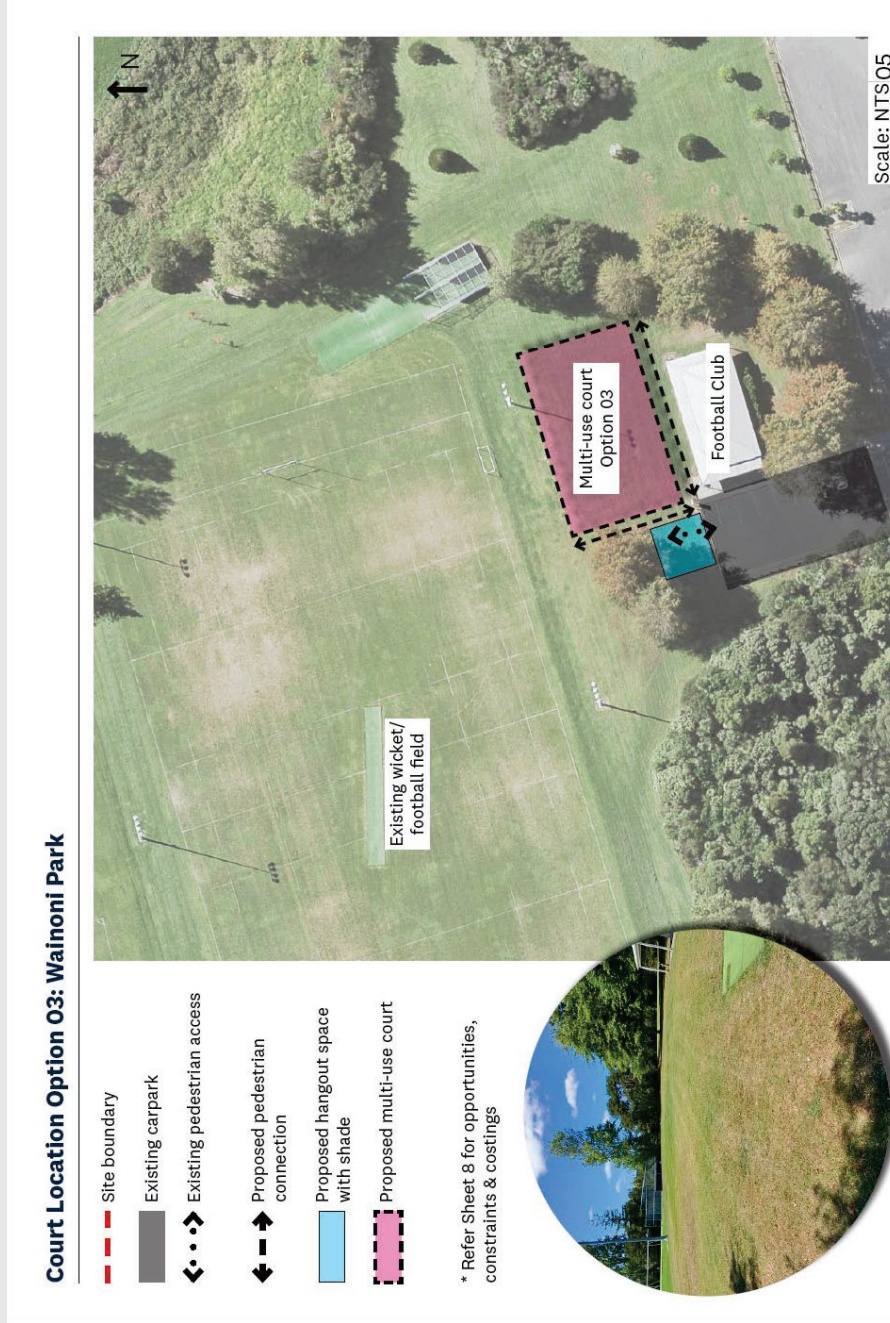 Court Location Option 03: Wainoni Park
Site boundary
Existing carpark
Existing pedestrian access
Proposed pedestrian
connection
Proposed hangout space
with shade
Proposed multi-use court
* Refer Sheet 8 for opportunities,
constraints & costings
N
Existing wicket/
football field
Multi-use court
Option 03
Football Club
Scale: NTS
05